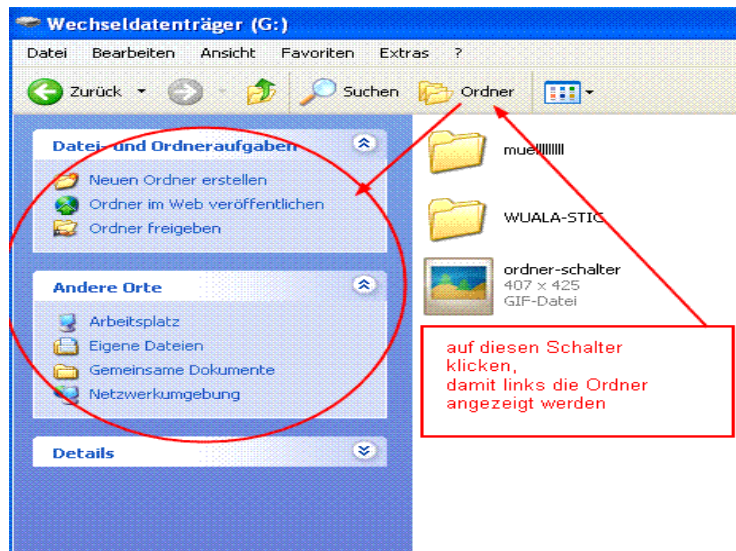 Wechseldatenträger (G:)
Datei Bearbeiten Ansicht Favoriten Extras ?
Zurück Suchen Ordner
Datei- und Ordneraufgaben
Neuen Ordner erstellen
Ordner im Web veröffentlichen
Ordner freigeben
Andere Orte
Arbeitsplatz
Eigene Dateien
Gemeinsame Dokumente
Netzwerkumgebung
Details
WUALA-STIC
ordner-schalter
407 x 425
GIF-Datei
auf diesen Schalter
klicken,
damit links die Ordner
angezeigt werden